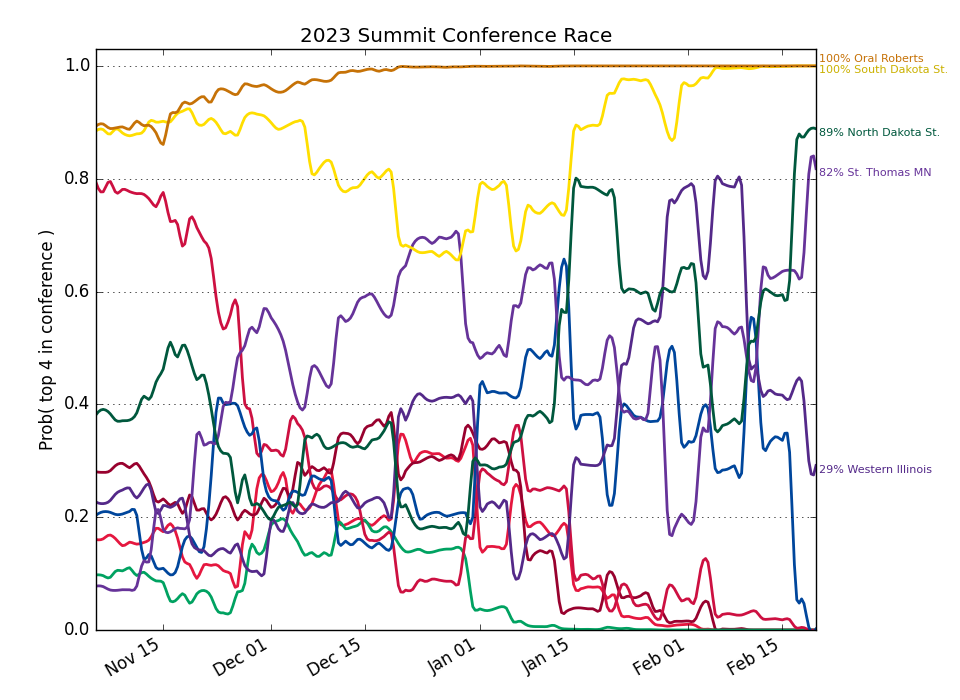 2023 Summit Conference Race
Prob( top 4 in conference )
1.0
0.8
0.6
0.4
0.2
0.0
Nov 15
Dec 01
Dec 15
Jan 01
Jan 15
Feb 01
Feb 15
100% Oral Roberts
100% South Dakota St.
89% North Dakota St.
82% St. Thomas MN
29% Western Illinois